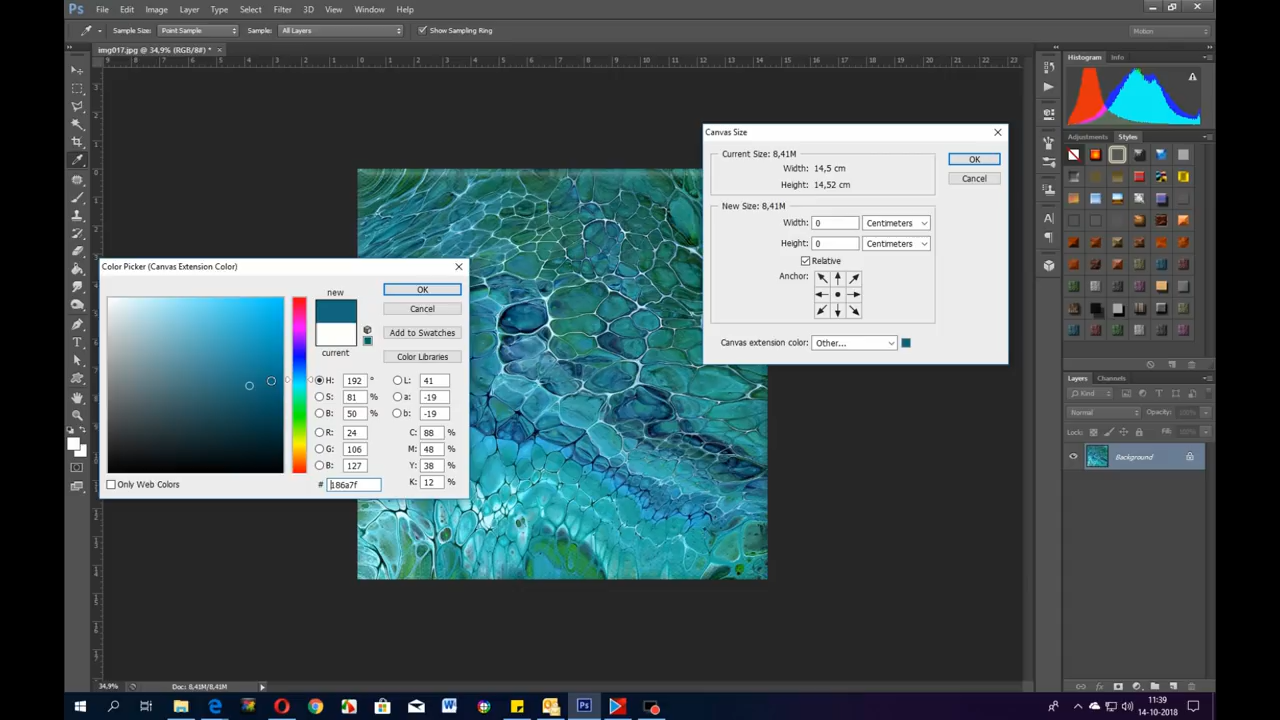 Ps File Edit Image Layer Type Select Filter 3D View Window Help
Sample Size: Point Sample Sample: All Layers Show Sampling Ring Motion
img017.jpg @ 34,9% (RGB/8#) * ×
Histogram Info
Canvas Size
Current Size: 8,41M
Width: 14,5 cm
Height: 14,52 cm
OK
Cancel
New Size: 8,41M
Width: 0 Centimeters
Height: 0 Centimeters
Relative
Anchor:
Canvas extension color: Other...
Adjustments Styles
Color Picker (Canvas Extension Color)
new
current
OK
Cancel
Add to Swatches
Color Libraries
H: 192 °
S: 81 %
B: 50 %
R: 24
G: 106
B: 127
L: 41
a: -19
b: -19
C: 88 %
M: 48 %
Y: 38 %
K: 12 %
Only Web Colors
# 186a7f
Layers Channels
Kind
Normal Opacity: 100%
Lock: Fill: 100%
Background
34,9% Doc: 8,41M/8,41M
11:39
14-10-2018